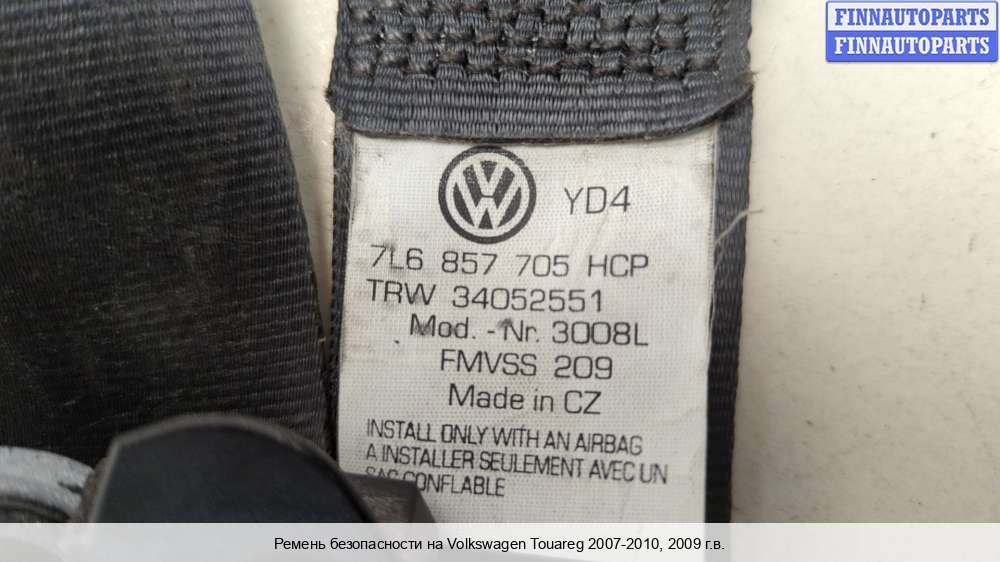 FINNAUTOPARTS
FINNAUTOPARTS
YD4
7L6 857 705 HCP
TRW 34052551
Mod. -Nr. 3008L
FMVSS 209
Made in CZ
INSTALL ONLY WITH AN AIRBAG
A INSTALLER SEULEMENT AVEC UN
SAC CONFLABLE
Ремень безопасности на Volkswagen Touareg 2007-2010, 2009 г.в.